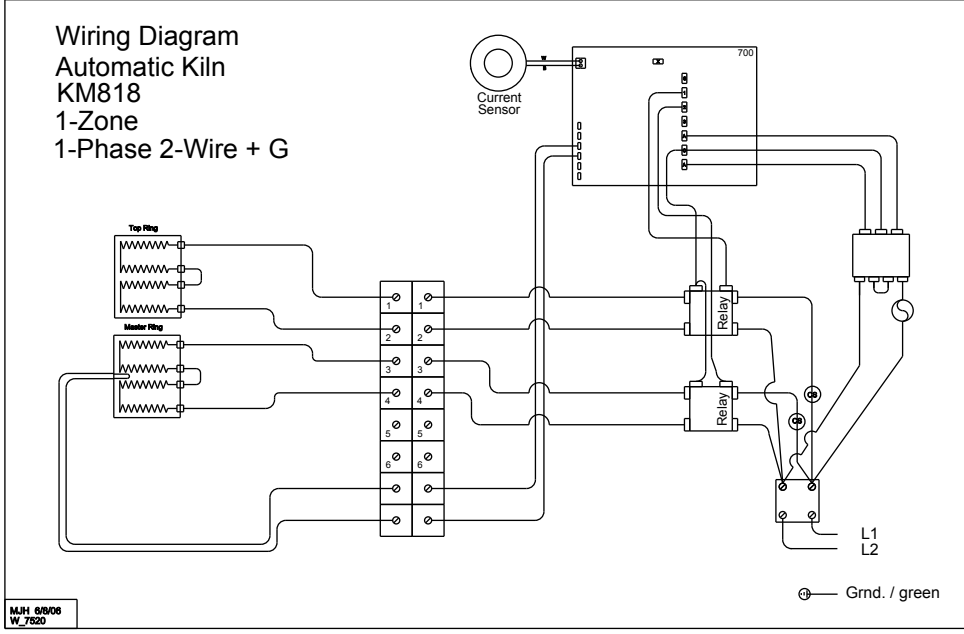 Wiring Diagram
Automatic Kiln
KM818
1-Zone
1-Phase 2-Wire + G
Current
Sensor
W
R
700
Top Ring
Master Ring
1 1
2 2
3 3
4 4
5 5
6 6
Relay
Relay
CS
CS
L1
L2
Grnd. / green
MJH 6/8/06
W_7520